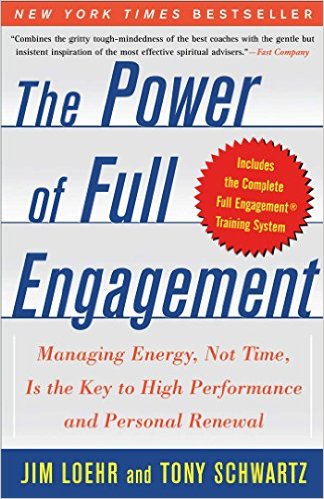 NEW YORK TIMES BESTSELLER
"Combines the gritty tough-mindedness of the best coaches with the gentle but
insistent inspiration of the most effective spiritual advisers."—Fast Company
The Power
of Full
Engagement
Includes
the Complete
Full Engagement®
Training System
Managing Energy, Not Time,
Is the Key to High Performance
and Personal Renewal
JIM LOEHR and TONY SCHWARTZ